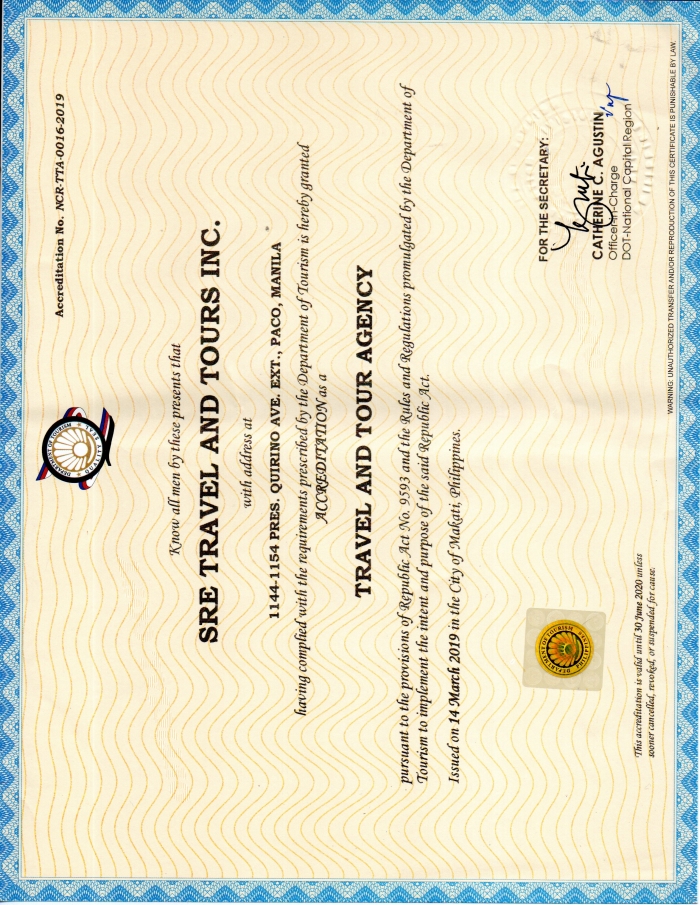 Accreditation No. NCR-TTA-0016-2019
DEPARTMENT OF TOURISM
QUALITY SEAL
Know all men by these presents that
SRE TRAVEL AND TOURS INC.
with address at
1144-1154 PRES. QUIRINO AVE. EXT., PACO, MANILA
having complied with the requirements prescribed by the Department of Tourism is hereby granted
ACCREDITATION as a
TRAVEL AND TOUR AGENCY
pursuant to the provisions of Republic Act No. 9593 and the Rules and Regulations promulgated by the Department of
Tourism to implement the intent and purpose of the said Republic Act.
Issued on 14 March 2019 in the City of Makati, Philippines.
FOR THE SECRETARY:
CATHERINE C. AGUSTIN
Officer-in-Charge
DOT-National Capital Region
DEPARTMENT OF TOURISM
This accreditation is valid until 30 June 2020 unless
sooner cancelled, revoked, or suspended for cause.
WARNING: UNAUTHORIZED TRANSFER AND/OR REPRODUCTION OF THIS CERTIFICATE IS PUNISHABLE BY LAW.